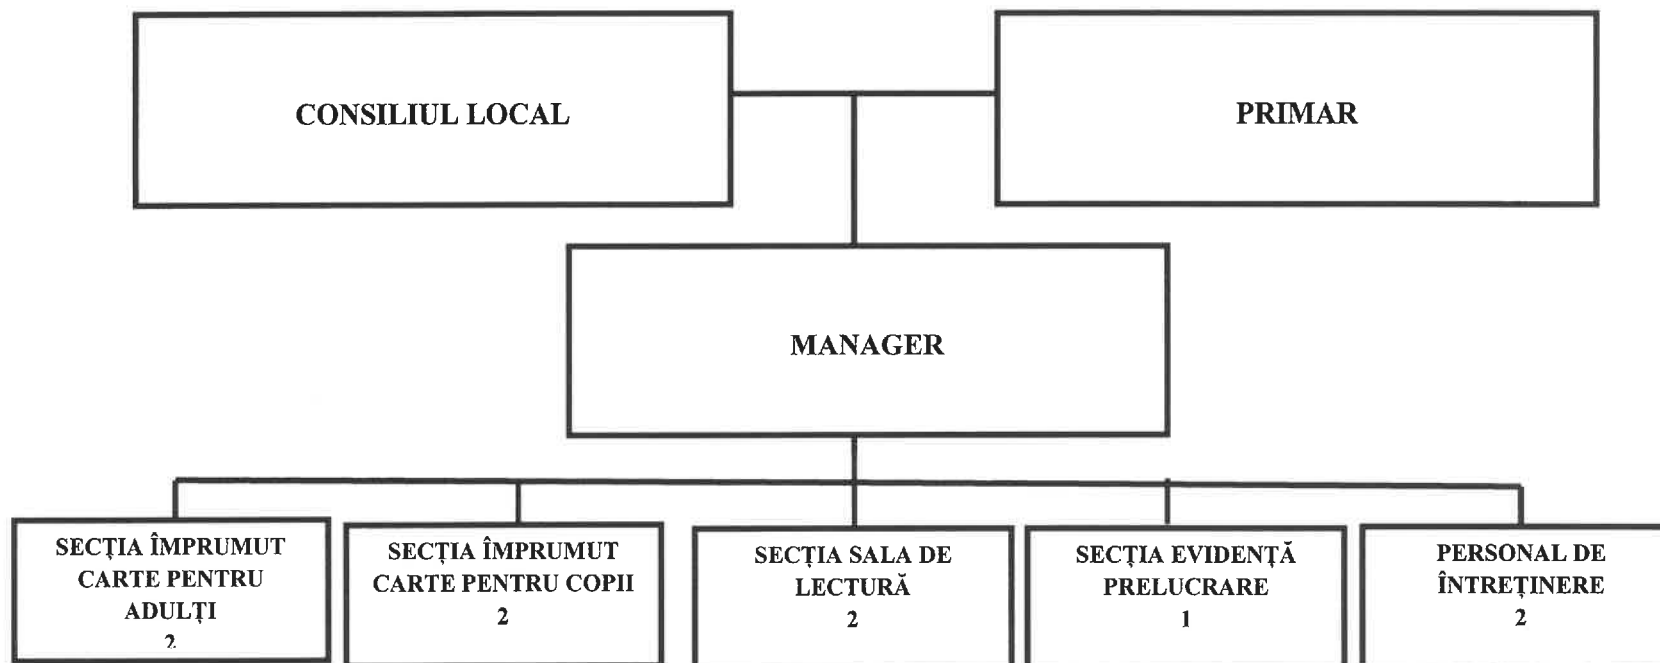 CONSILIUL LOCAL
PRIMAR
MANAGER
SECȚIA ÎMPRUMUT
CARTE PENTRU
ADULȚI
2
SECȚIA ÎMPRUMUT
CARTE PENTRU COPII
2
SECȚIA SALA DE
LECTURĂ
2
SECȚIA EVIDENȚĂ
PRELUCRARE
1
PERSONAL DE
ÎNTREȚINERE
2